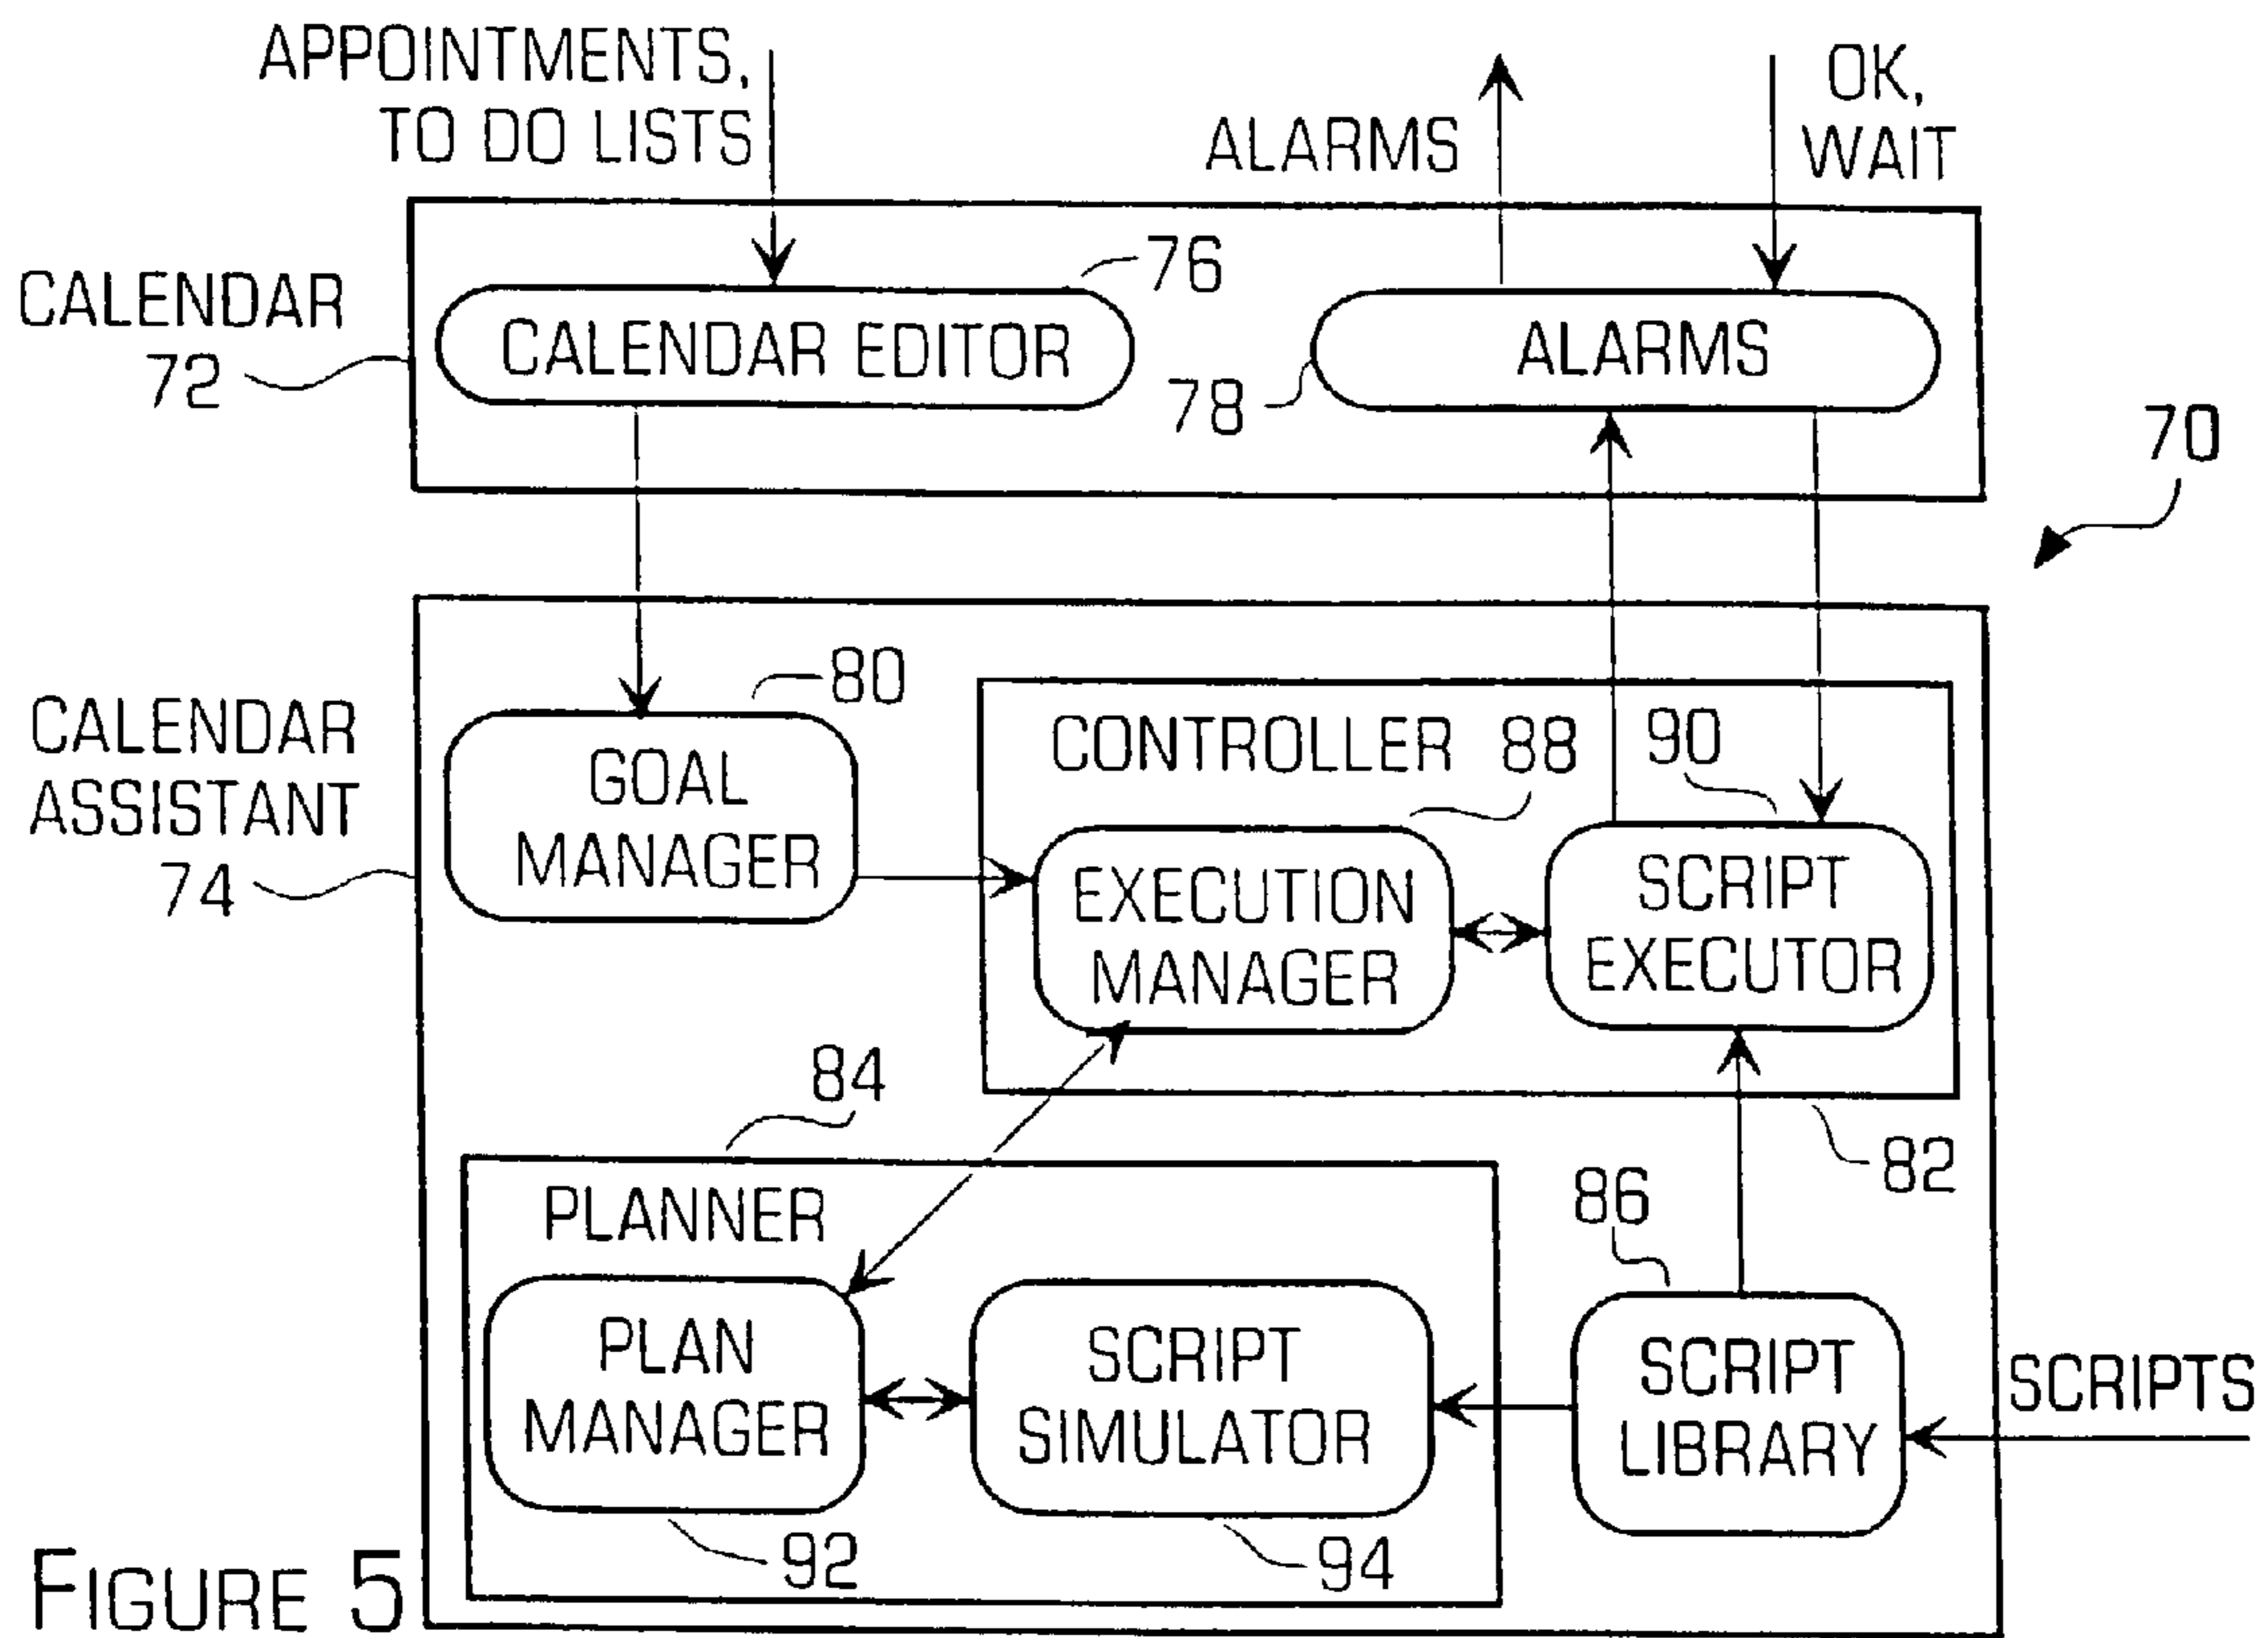 APPOINTMENTS,
TO DO LISTS
ALARMS
OK,
WAIT
CALENDAR
72
CALENDAR EDITOR
76
ALARMS
78
70
CALENDAR
ASSISTANT
74
GOAL
MANAGER
80
CONTROLLER
88
90
EXECUTION
MANAGER
SCRIPT
EXECUTOR
84
82
86
PLANNER
PLAN
MANAGER
SCRIPT
SIMULATOR
SCRIPT
LIBRARY
SCRIPTS
92
94
FIGURE 5